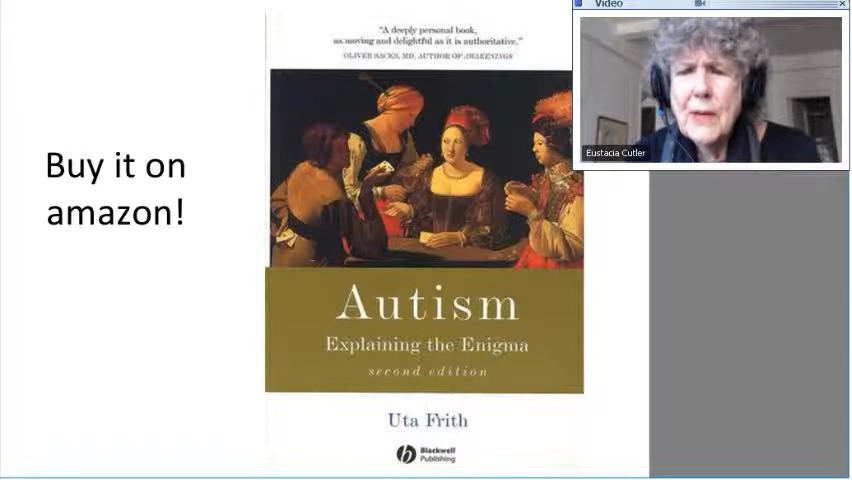 Video
"A deeply personal book,
as moving and delightful as it is authoritative."
OLIVER SACKS, MD, AUTHOR OF AWAKENINGS
Eustacia Cutler
Buy it on
amazon!
Autism
Explaining the Enigma
second edition
Uta Frith
Blackwell
Publishing